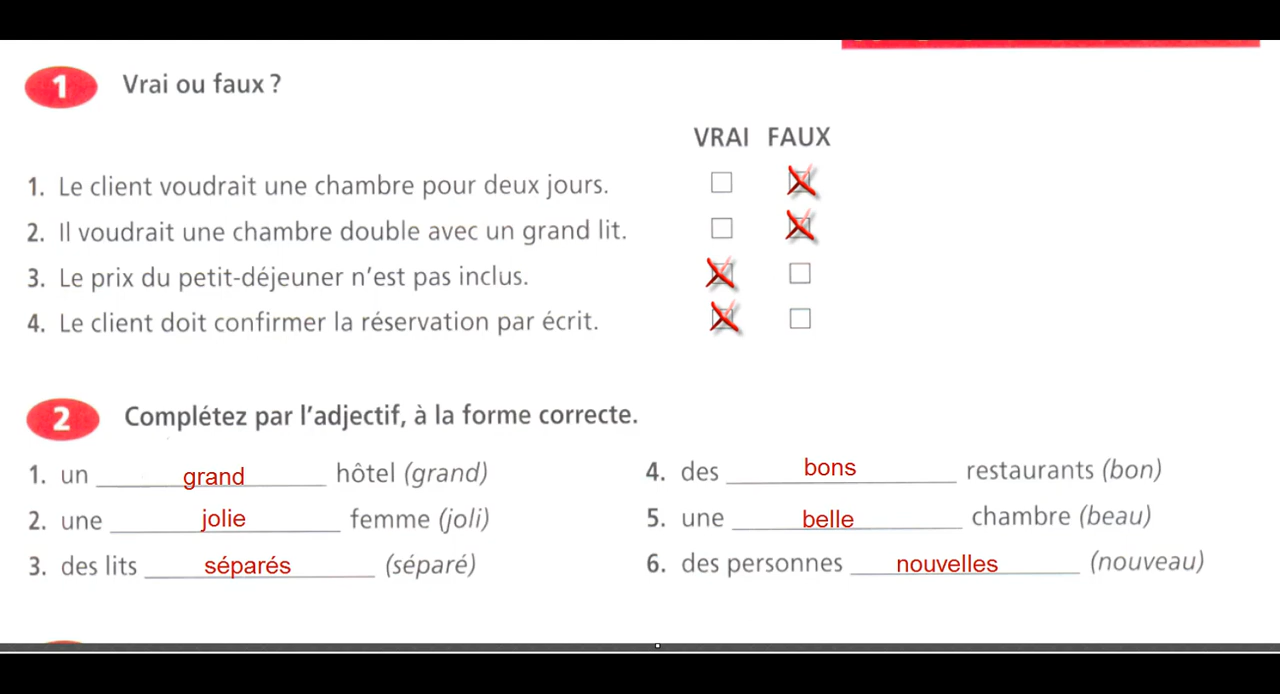 1 Vrai ou faux ?
VRAI FAUX
1. Le client voudrait une chambre pour deux jours.
2. Il voudrait une chambre double avec un grand lit.
3. Le prix du petit-déjeuner n'est pas inclus.
4. Le client doit confirmer la réservation par écrit.
2 Complétez par l'adjectif, à la forme correcte.
1. un grand hôtel (grand)
2. une jolie femme (joli)
3. des lits séparés (séparé)
4. des bons restaurants (bon)
5. une belle chambre (beau)
6. des personnes nouvelles (nouveau)